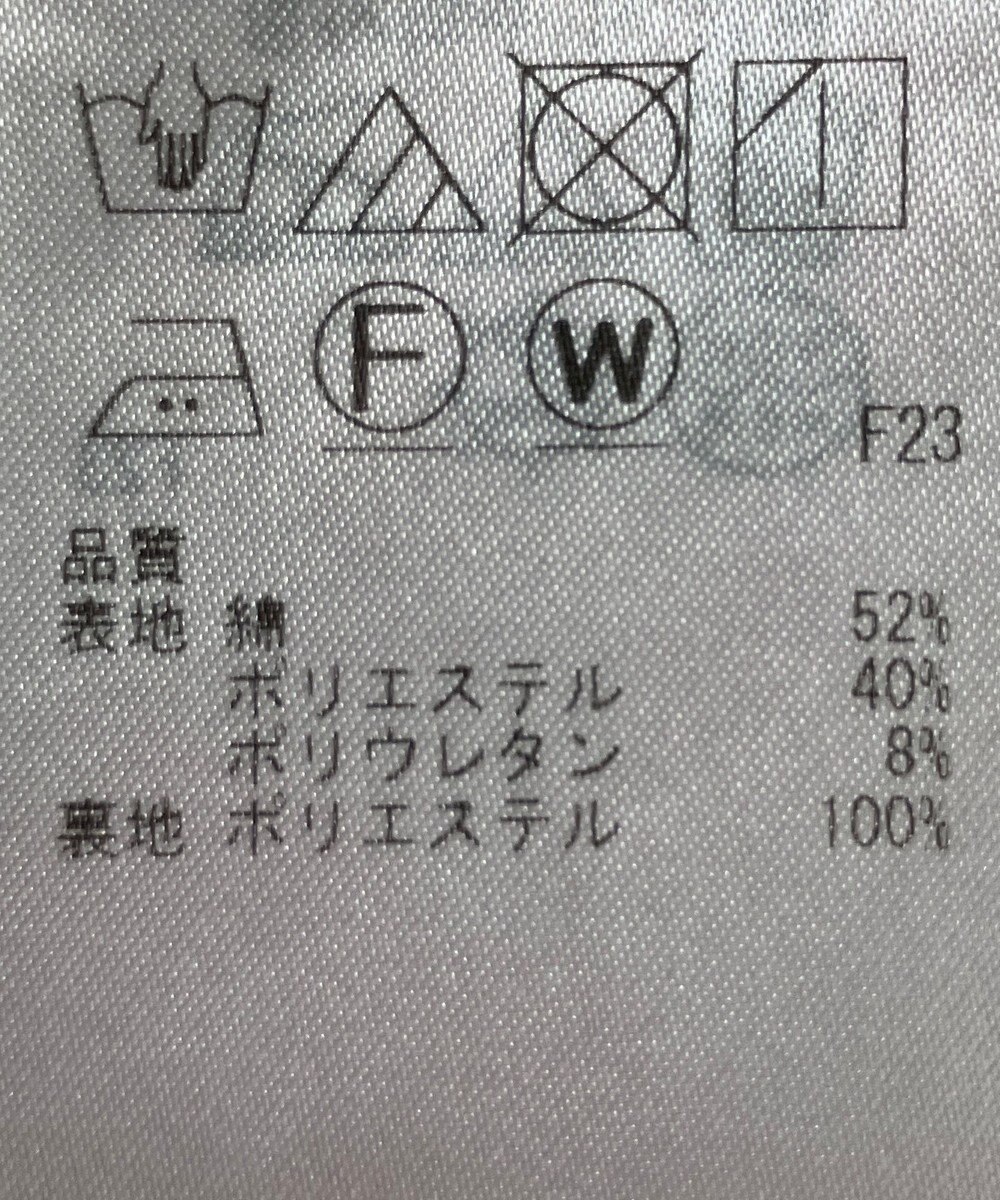 F W
F23
品質
表地 綿 52%
ポリエステル 40%
ポリウレタン 8%
裏地 ポリエステル 100%